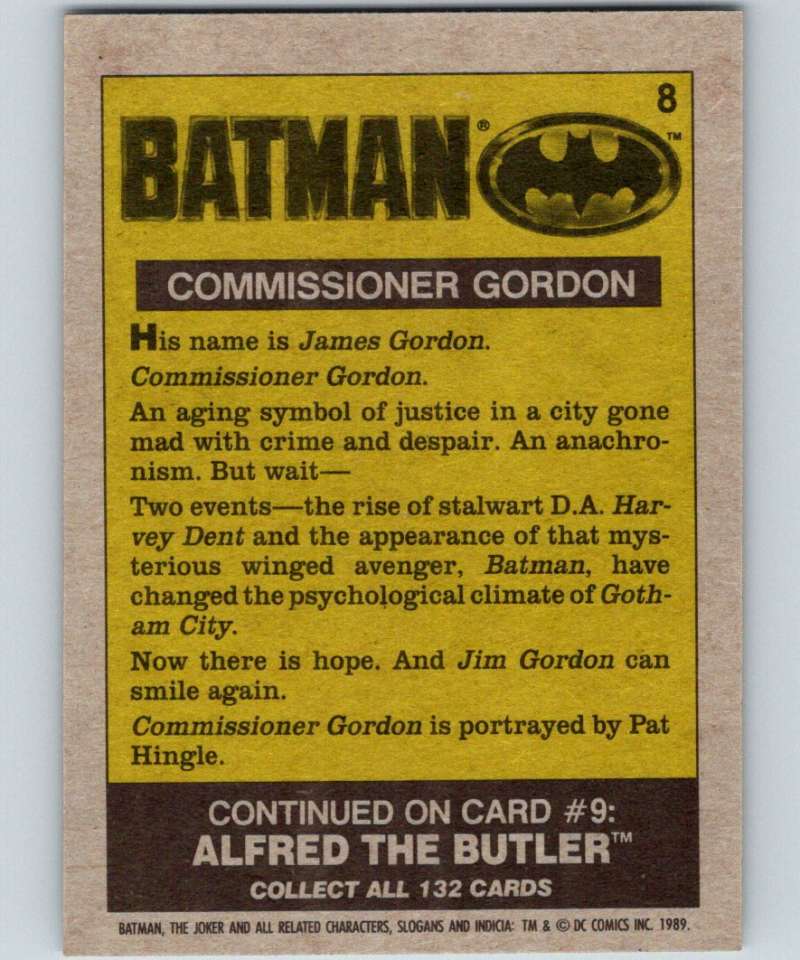 8
BATMAN®
TM
COMMISSIONER GORDON
His name is James Gordon.
Commissioner Gordon.
An aging symbol of justice in a city gone
mad with crime and despair. An anachro-
nism. But wait—
Two events—the rise of stalwart D.A. Har-
vey Dent and the appearance of that mys-
terious winged avenger, Batman, have
changed the psychological climate of Goth-
am City.
Now there is hope. And Jim Gordon can
smile again.
Commissioner Gordon is portrayed by Pat
Hingle.
CONTINUED ON CARD #9:
ALFRED THE BUTLER™
COLLECT ALL 132 CARDS
BATMAN, THE JOKER AND ALL RELATED CHARACTERS, SLOGANS AND INDICIA: TM & © DC COMICS INC. 1989.